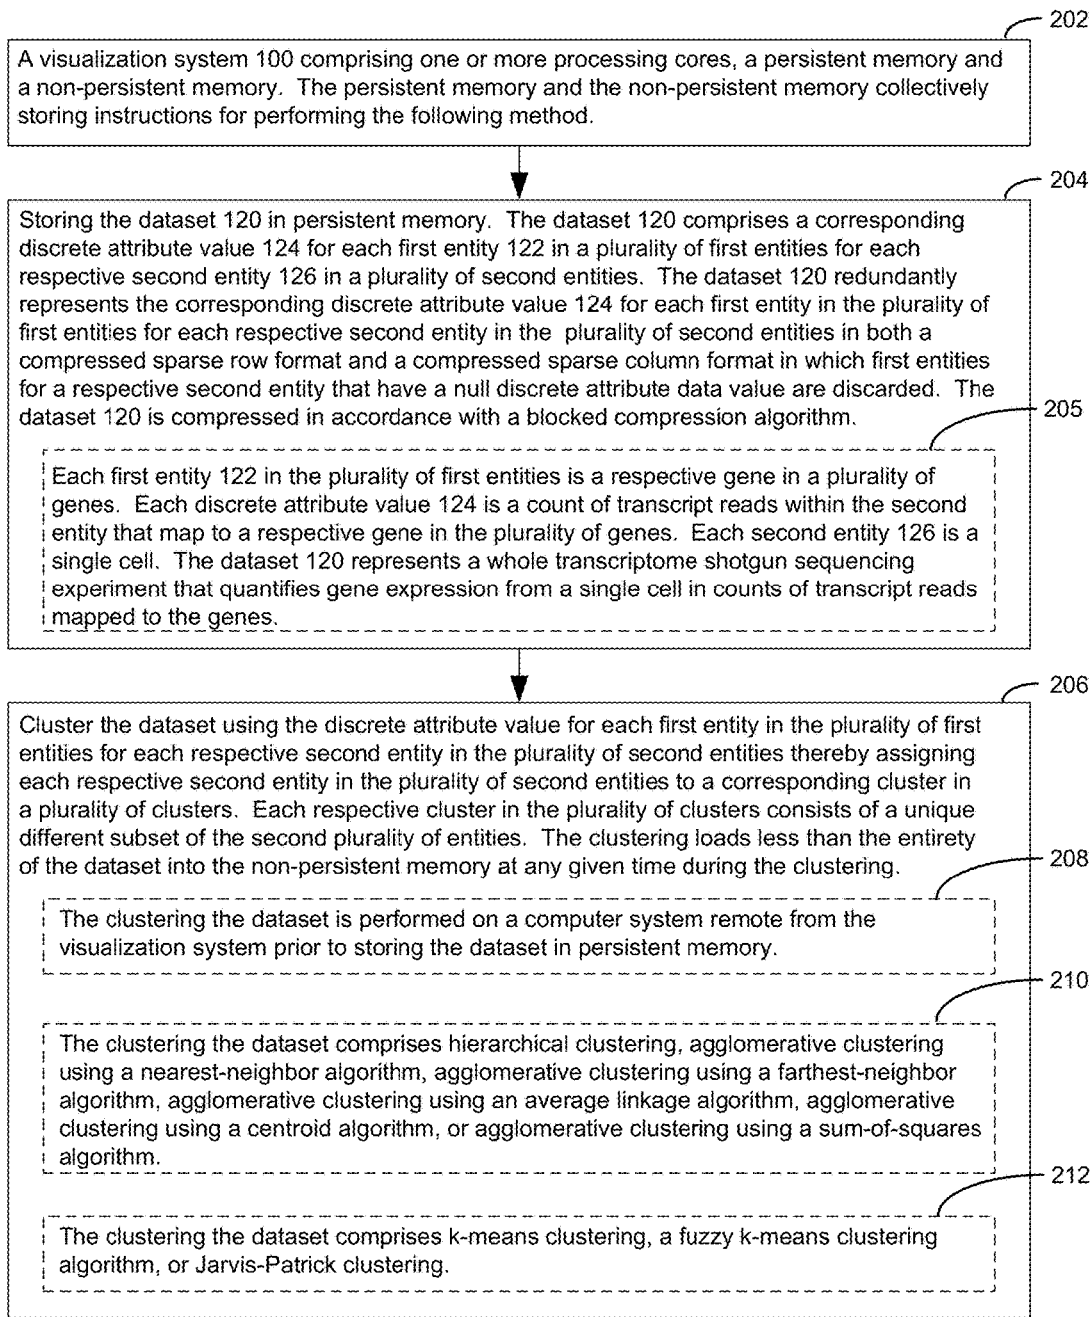 202
A visualization system 100 comprising one or more processing cores, a persistent memory and
a non-persistent memory.  The persistent memory and the non-persistent memory collectively
storing instructions for performing the following method.
204
Storing the dataset 120 in persistent memory.  The dataset 120 comprises a corresponding
discrete attribute value 124 for each first entity 122 in a plurality of first entities for each
respective second entity 126 in a plurality of second entities.  The dataset 120 redundantly
represents the corresponding discrete attribute value 124 for each first entity in the plurality of
first entities for each respective second entity in the  plurality of second entities in both a
compressed sparse row format and a compressed sparse column format in which first entities
for a respective second entity that have a null discrete attribute data value are discarded.  The
dataset 120 is compressed in accordance with a blocked compression algorithm.
205
Each first entity 122 in the plurality of first entities is a respective gene in a plurality of
genes.  Each discrete attribute value 124 is a count of transcript reads within the second
entity that map to a respective gene in the plurality of genes.  Each second entity 126 is a
single cell.  The dataset 120 represents a whole transcriptome shotgun sequencing
experiment that quantifies gene expression from a single cell in counts of transcript reads
mapped to the genes.
206
Cluster the dataset using the discrete attribute value for each first entity in the plurality of first
entities for each respective second entity in the plurality of second entities thereby assigning
each respective second entity in the plurality of second entities to a corresponding cluster in
a plurality of clusters.  Each respective cluster in the plurality of clusters consists of a unique
different subset of the second plurality of entities.  The clustering loads less than the entirety
of the dataset into the non-persistent memory at any given time during the clustering.
208
The clustering the dataset is performed on a computer system remote from the
visualization system prior to storing the dataset in persistent memory.
210
The clustering the dataset comprises hierarchical clustering, agglomerative clustering
using a nearest-neighbor algorithm, agglomerative clustering using a farthest-neighbor
algorithm, agglomerative clustering using an average linkage algorithm, agglomerative
clustering using a centroid algorithm, or agglomerative clustering using a sum-of-squares
algorithm.
212
The clustering the dataset comprises k-means clustering, a fuzzy k-means clustering
algorithm, or Jarvis-Patrick clustering.